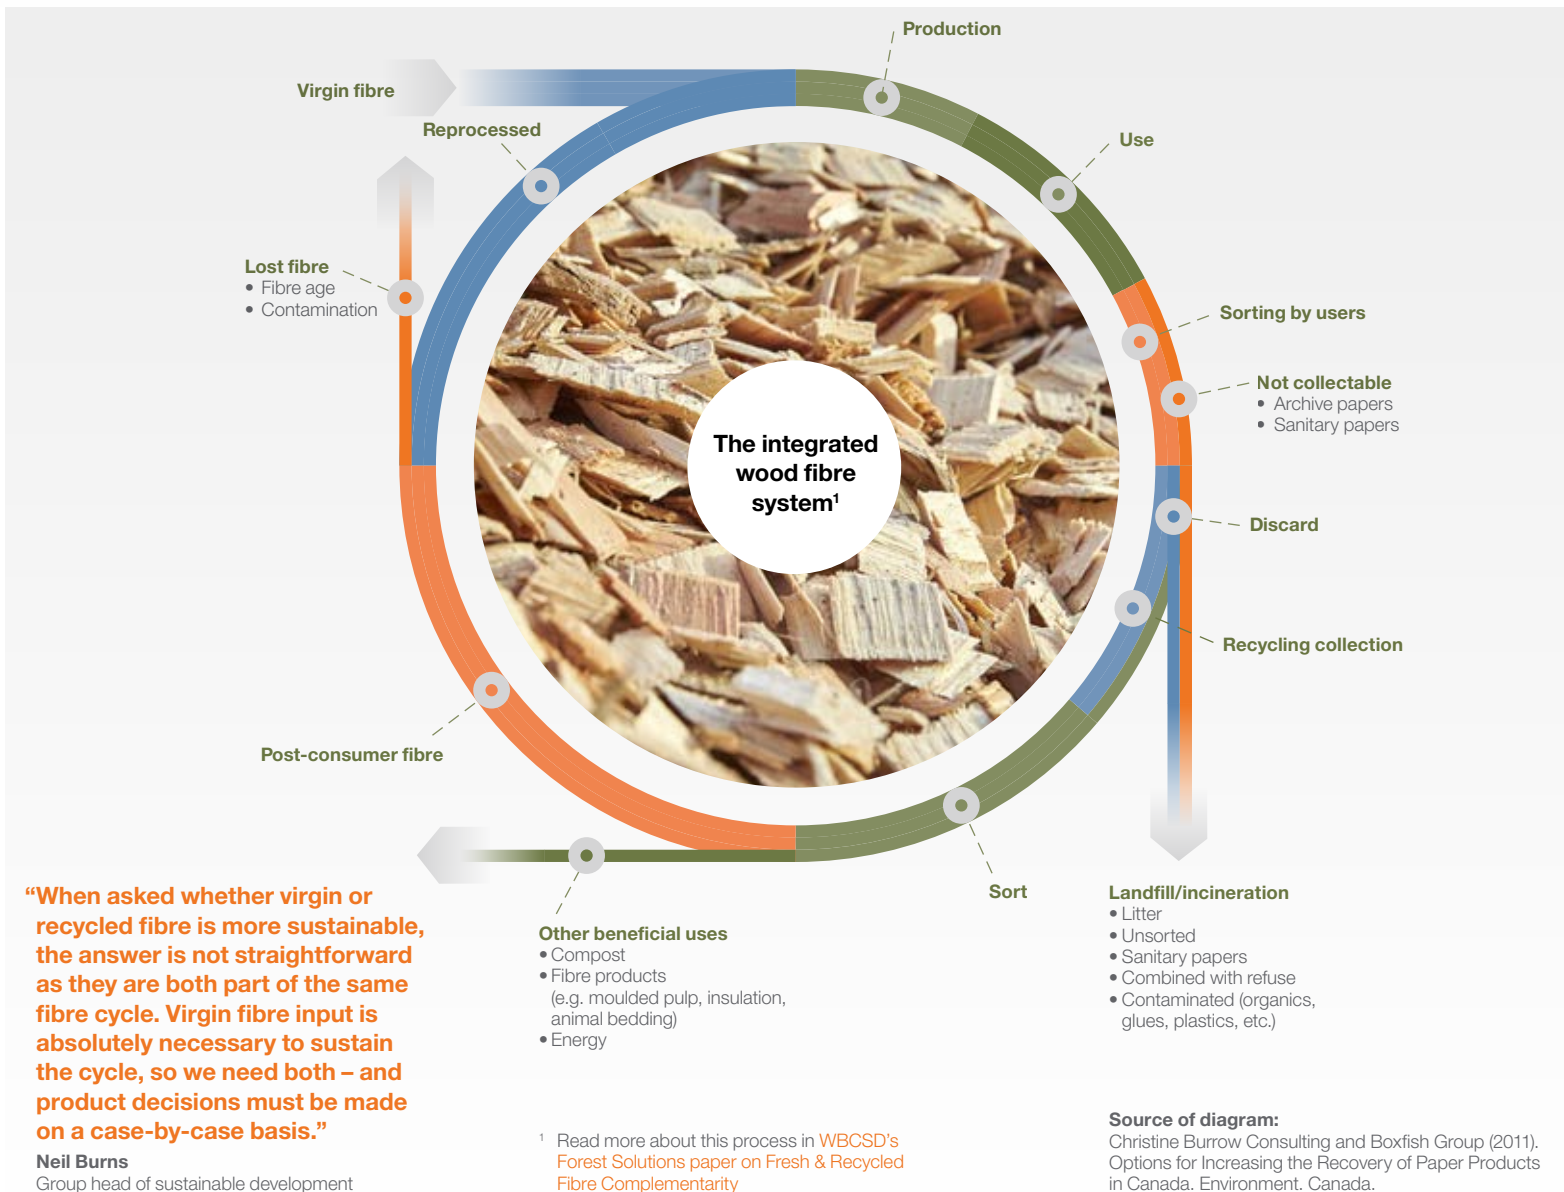 Production
Virgin fibre
Reprocessed
Use
Lost fibre
• Fibre age
• Contamination
Sorting by users
Not collectable
• Archive papers
• Sanitary papers
The integrated
wood fibre
system¹
Discard
Recycling collection
Post-consumer fibre
Sort
Other beneficial uses
• Compost
• Fibre products
(e.g. moulded pulp, insulation,
animal bedding)
• Energy
Landfill/incineration
• Litter
• Unsorted
• Sanitary papers
• Combined with refuse
• Contaminated (organics,
glues, plastics, etc.)
“When asked whether virgin or
recycled fibre is more sustainable,
the answer is not straightforward
as they are both part of the same
fibre cycle. Virgin fibre input is
absolutely necessary to sustain
the cycle, so we need both – and
product decisions must be made
on a case-by-case basis.”
Neil Burns
Group head of sustainable development
¹ Read more about this process in WBCSD’s
Forest Solutions paper on Fresh & Recycled
Fibre Complementarity
Source of diagram:
Christine Burrow Consulting and Boxfish Group (2011).
Options for Increasing the Recovery of Paper Products
in Canada. Environment. Canada.